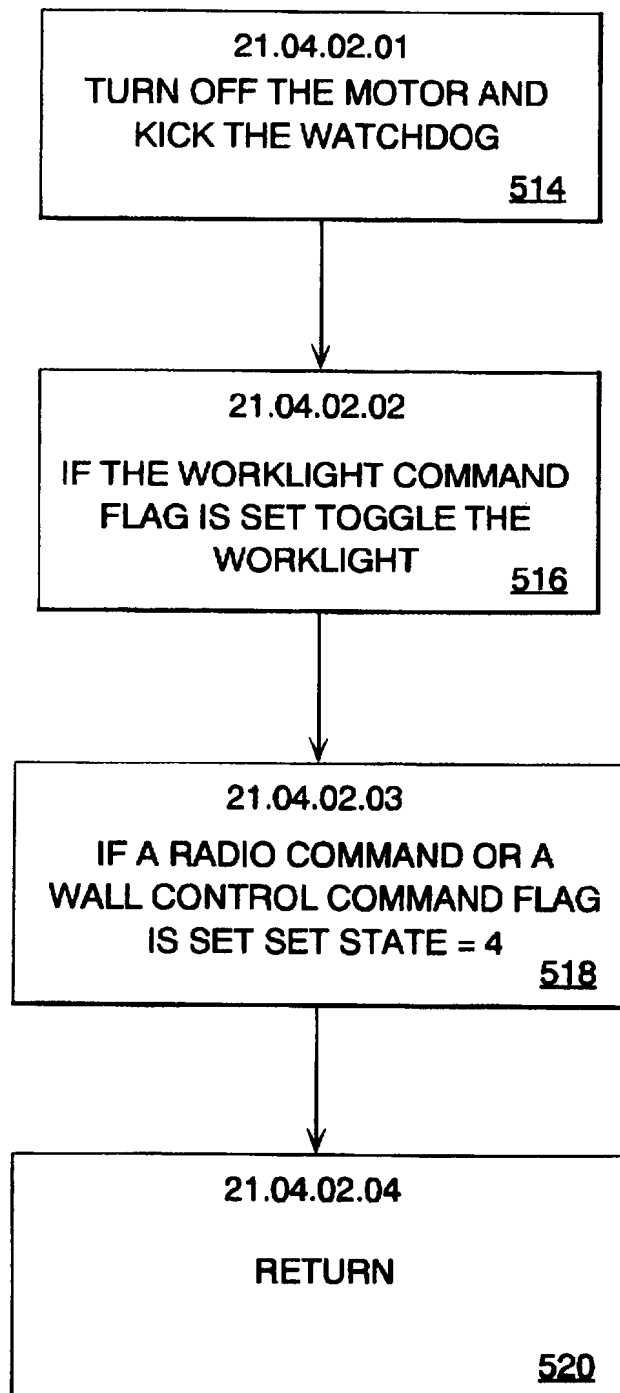 21.04.02.01
TURN OFF THE MOTOR AND
KICK THE WATCHDOG
514
21.04.02.02
IF THE WORKLIGHT COMMAND
FLAG IS SET TOGGLE THE
WORKLIGHT
516
21.04.02.03
IF A RADIO COMMAND OR A
WALL CONTROL COMMAND FLAG
IS SET SET STATE = 4
518
21.04.02.04
RETURN
520